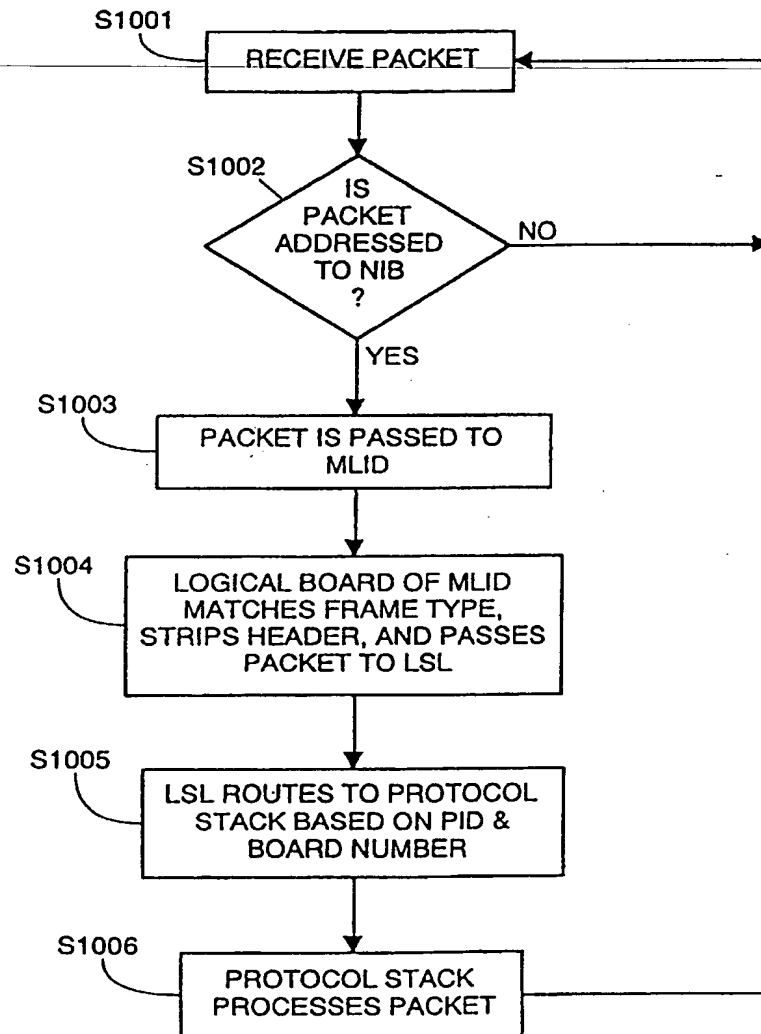 S1001
RECEIVE PACKET
S1002
IS
PACKET
ADDRESSED
TO NIB
?
NO
YES
S1003
PACKET IS PASSED TO
MLID
S1004
LOGICAL BOARD OF MLID
MATCHES FRAME TYPE,
STRIPS HEADER, AND PASSES
PACKET TO LSL
S1005
LSL ROUTES TO PROTOCOL
STACK BASED ON PID &
BOARD NUMBER
S1006
PROTOCOL STACK
PROCESSES PACKET